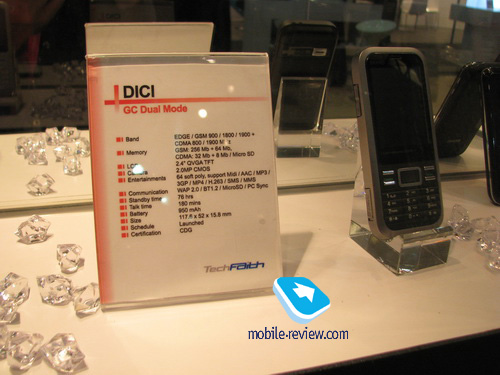 DICI
GC Dual Mode
Band EDGE / GSM 900 / 1800 / 1900 +
CDMA 800 / 1900
Memory GSM: 256 Mb + 64 Mb,
CDMA: 32 Mb + 8 Mb / Micro SD
LCD 2.4" QVGA TFT
Camera 2.0MP CMOS
Entertainments 64 soft poly, support Midi / AAC / MP3 /
3GP / MP4 / H.263 / SMS / MMS
Communication WAP 2.0 / BT1.2 / MicroSD / PC Sync
Standby time 76 hrs
Talk time 180 mins
Battery 950 mAh
Size 117.6 x 52 x 15.8 mm
Schedule Launched
Certification CDG
TechFaith
mobile-review.com